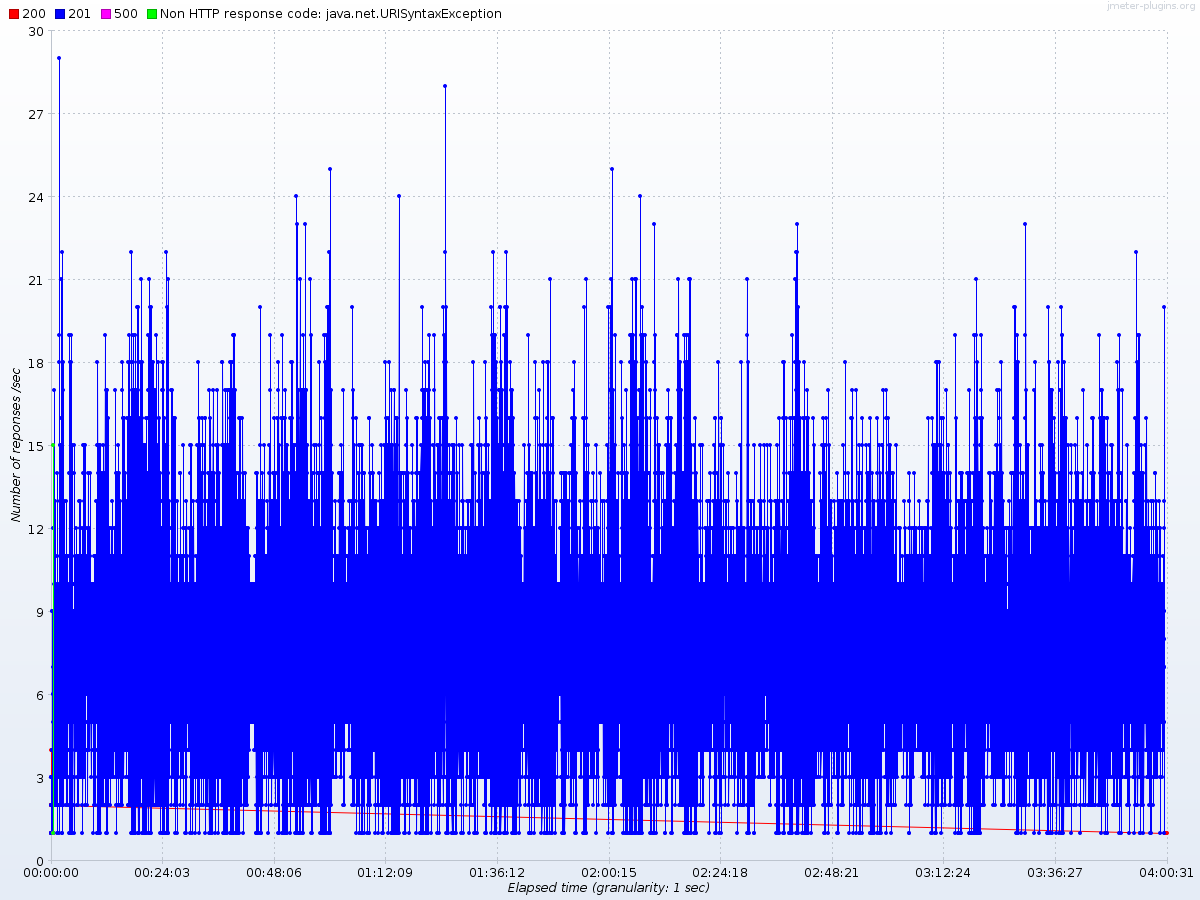 jmeter-plugins.org
200 201 500 Non HTTP response code: java.net.URISyntaxException
30
27
24
21
18
15
12
9
6
3
0
Number of reponses /sec
00:00:00 00:24:03 00:48:06 01:12:09 01:36:12 02:00:15 02:24:18 02:48:21 03:12:24 03:36:27 04:00:31
Elapsed time (granularity: 1 sec)